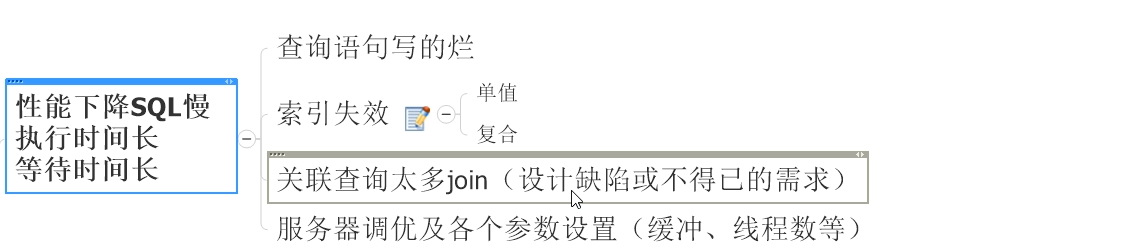 查询语句写的烂
性能下降SQL慢
执行时间长
等待时间长
索引失效
单值
复合
关联查询太多join（设计缺陷或不得已的需求）
服务器调优及各个参数设置（缓冲、线程数等）